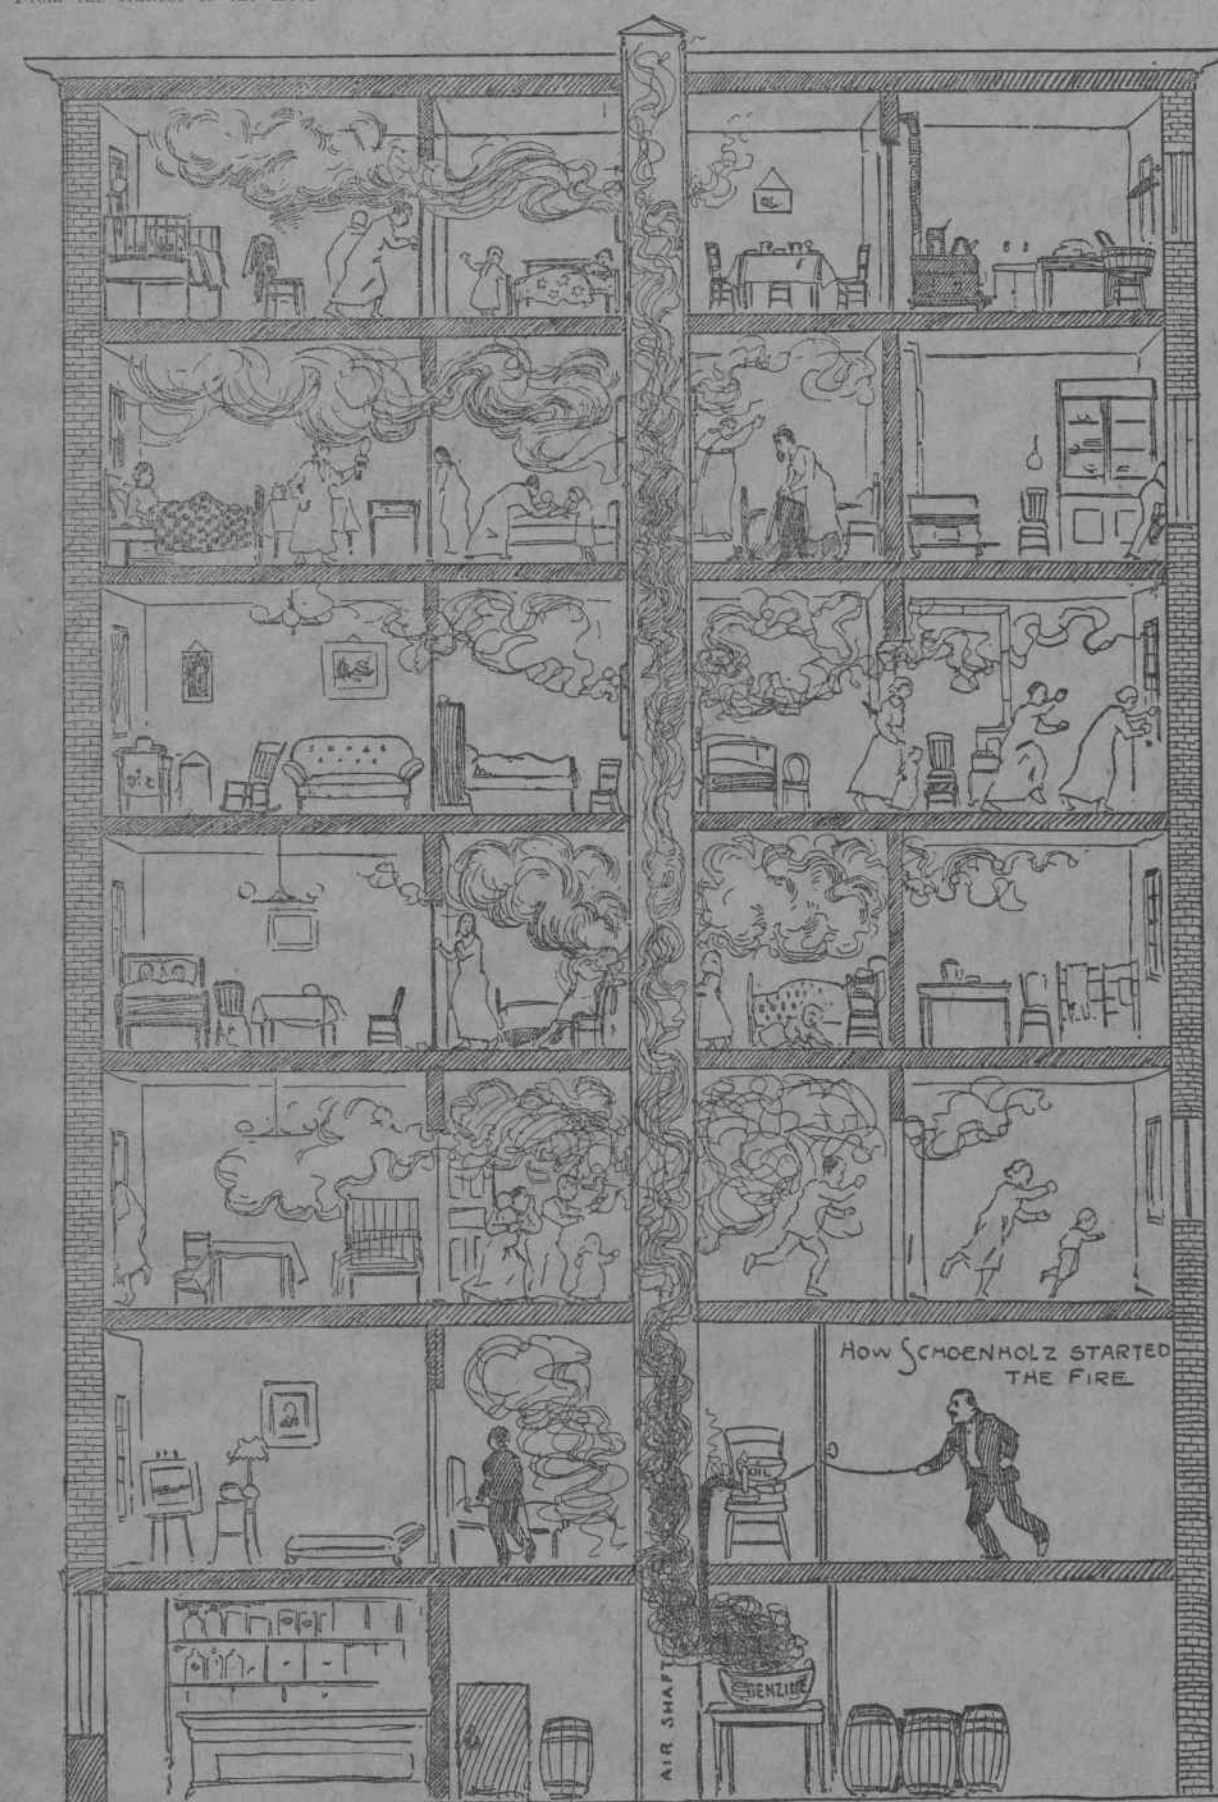 HOW SCHOENHOLZ STARTED
THE FIRE
OIL
BENZINE
AIR SHAFT